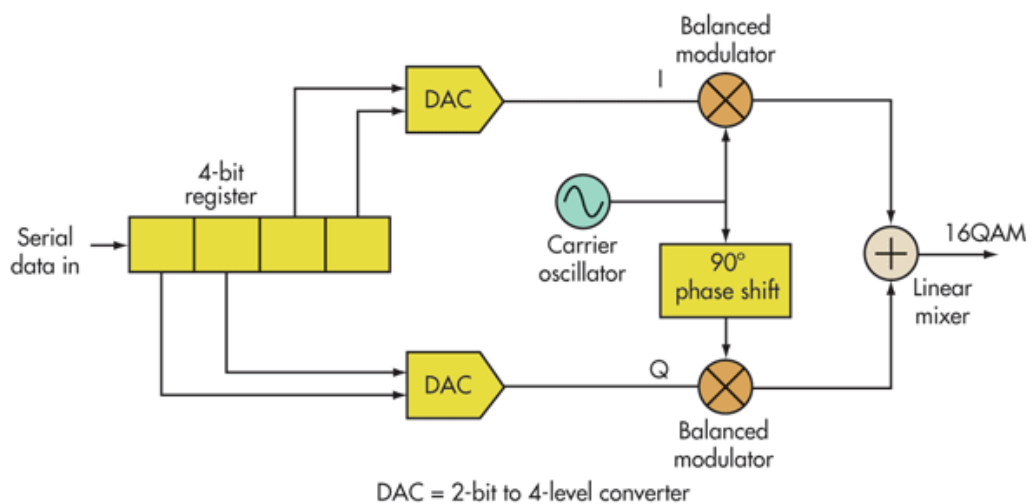 Balanced
modulator
DAC
I
4-bit
register
Serial
data in
Carrier
oscillator
90°
phase shift
16QAM
Linear
mixer
DAC
Q
Balanced
modulator
DAC = 2-bit to 4-level converter